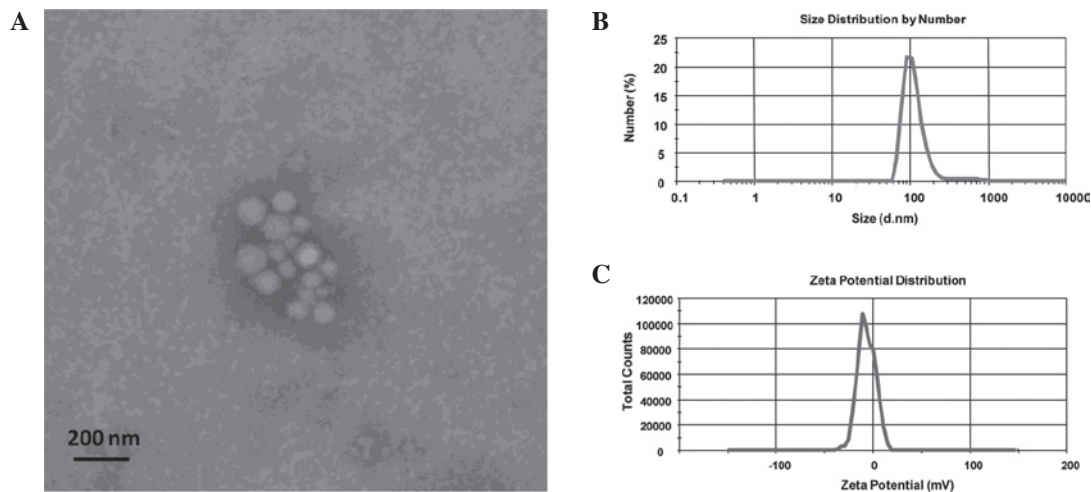 A
200 nm
B
Size Distribution by Number
Number (%)
25
20
15
10
5
0
0.1 1 10 100 1000 10000
Size (d.nm)
C
Zeta Potential Distribution
Total Counts
120000
100000
80000
60000
40000
20000
0
-100 0 100 200
Zeta Potential (mV)